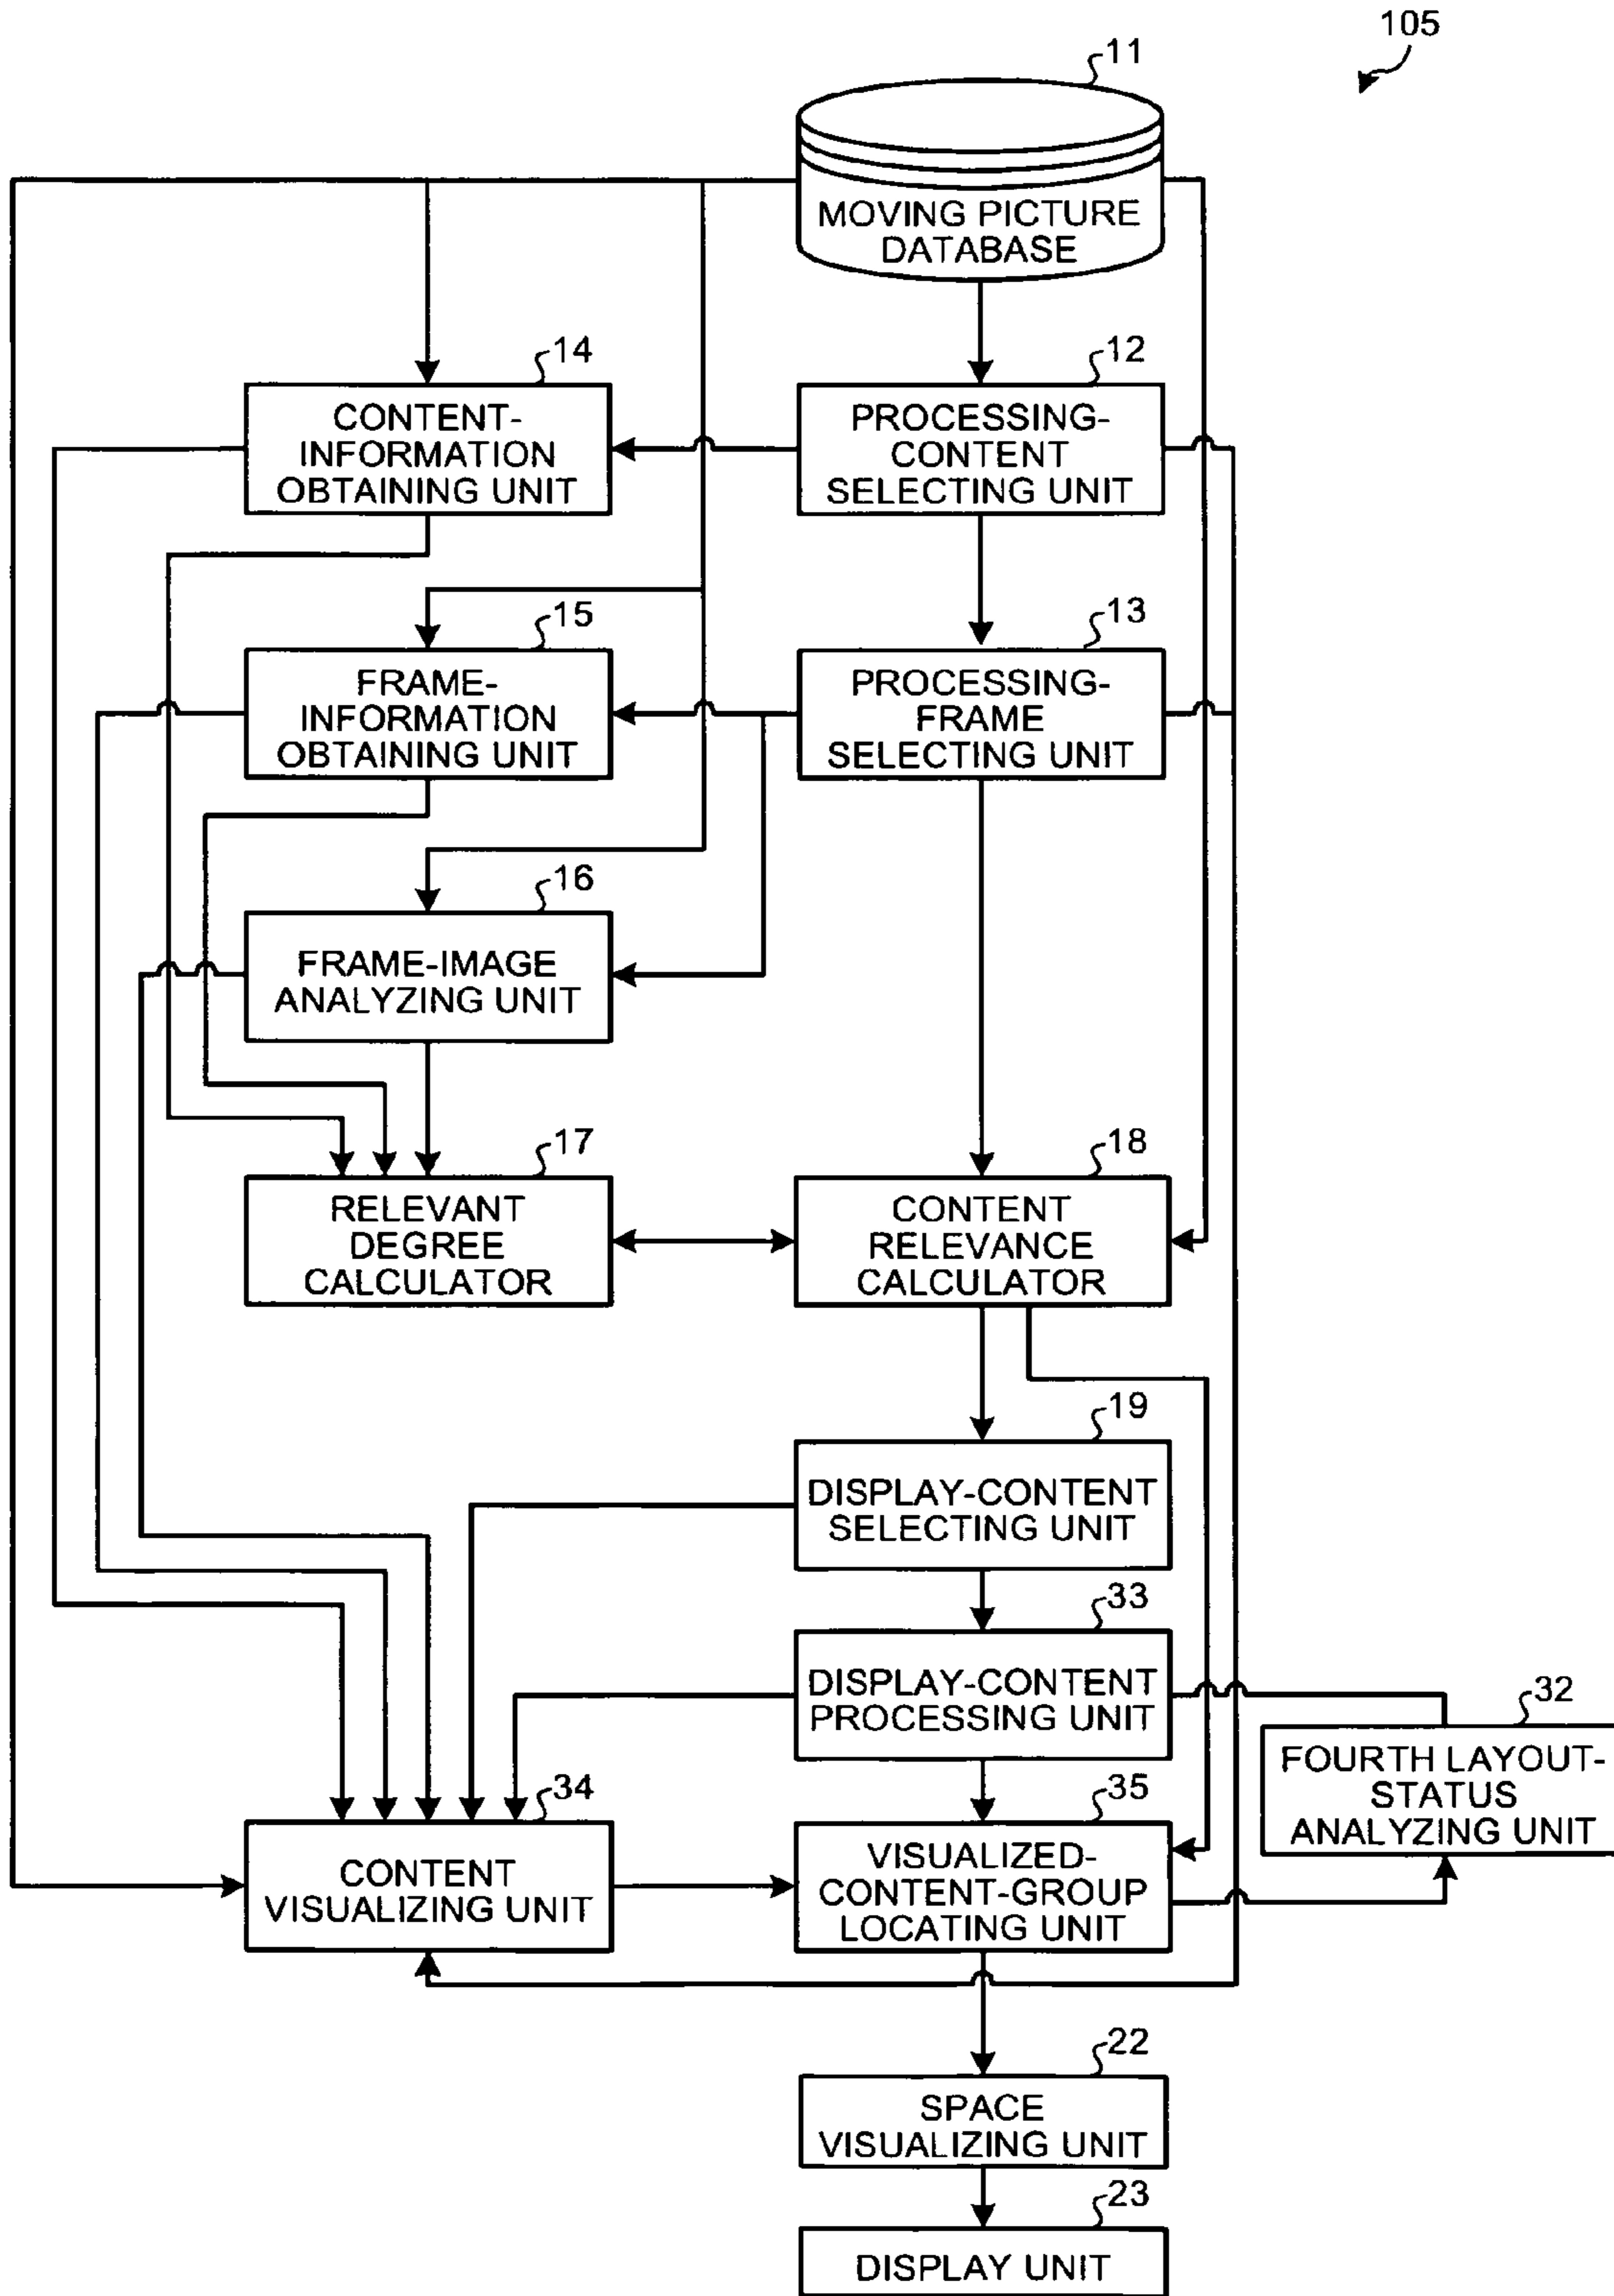 105
11
MOVING PICTURE
DATABASE
14
CONTENT-
INFORMATION
OBTAINING UNIT
12
PROCESSING-
CONTENT
SELECTING UNIT
15
FRAME-
INFORMATION
OBTAINING UNIT
13
PROCESSING-
FRAME
SELECTING UNIT
16
FRAME-IMAGE
ANALYZING UNIT
17
RELEVANT
DEGREE
CALCULATOR
18
CONTENT
RELEVANCE
CALCULATOR
19
DISPLAY-CONTENT
SELECTING UNIT
33
DISPLAY-CONTENT
PROCESSING UNIT
32
FOURTH LAYOUT-
STATUS
ANALYZING UNIT
34
CONTENT
VISUALIZING UNIT
35
VISUALIZED-
CONTENT-GROUP
LOCATING UNIT
22
SPACE
VISUALIZING UNIT
23
DISPLAY UNIT